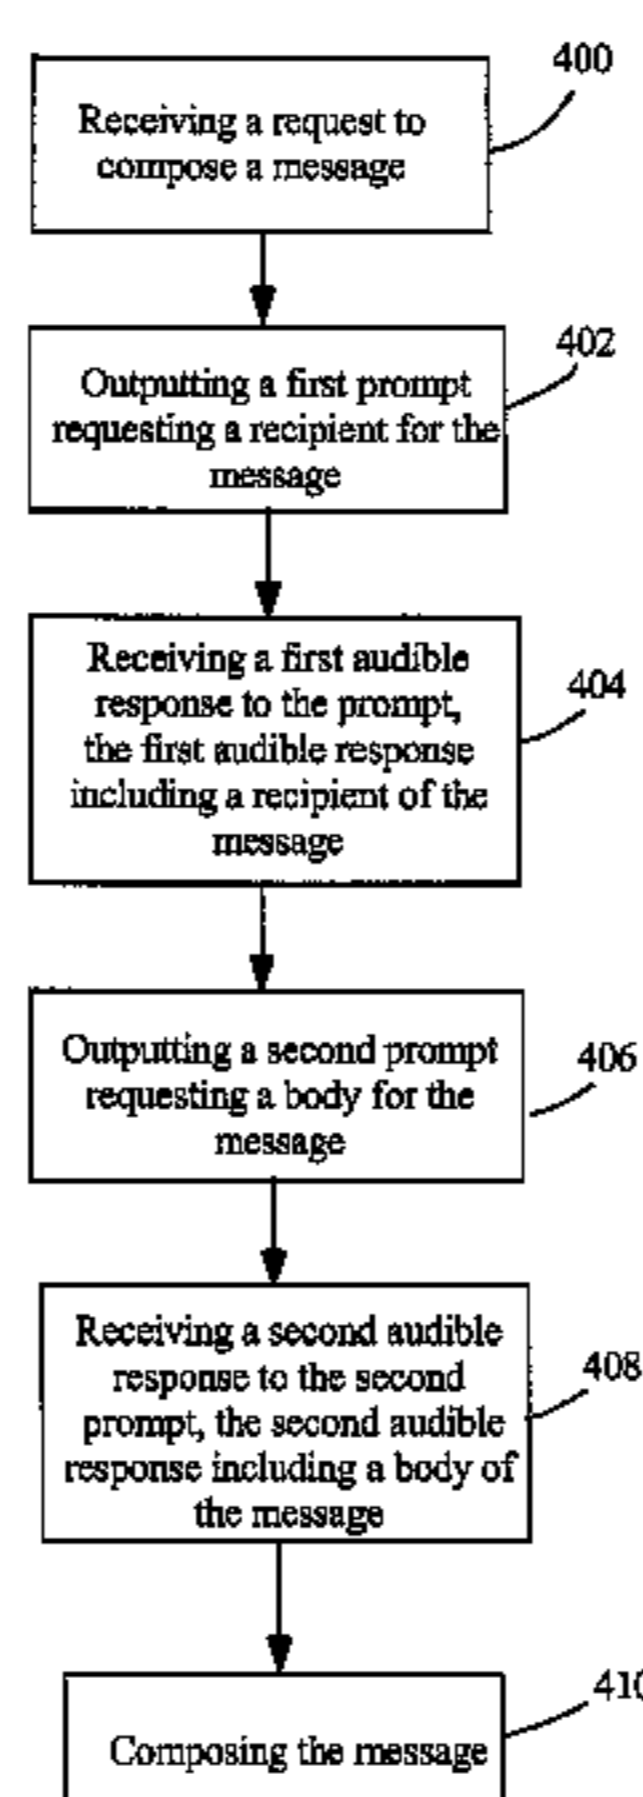 400
Receiving a request to
compose a message
402
Outputting a first prompt
requesting a recipient for the
message
404
Receiving a first audible
response to the prompt,
the first audible response
including a recipient of the
message
406
Outputting a second prompt
requesting a body for the
message
408
Receiving a second audible
response to the second
prompt, the second audible
response including a body of
the message
410
Composing the message